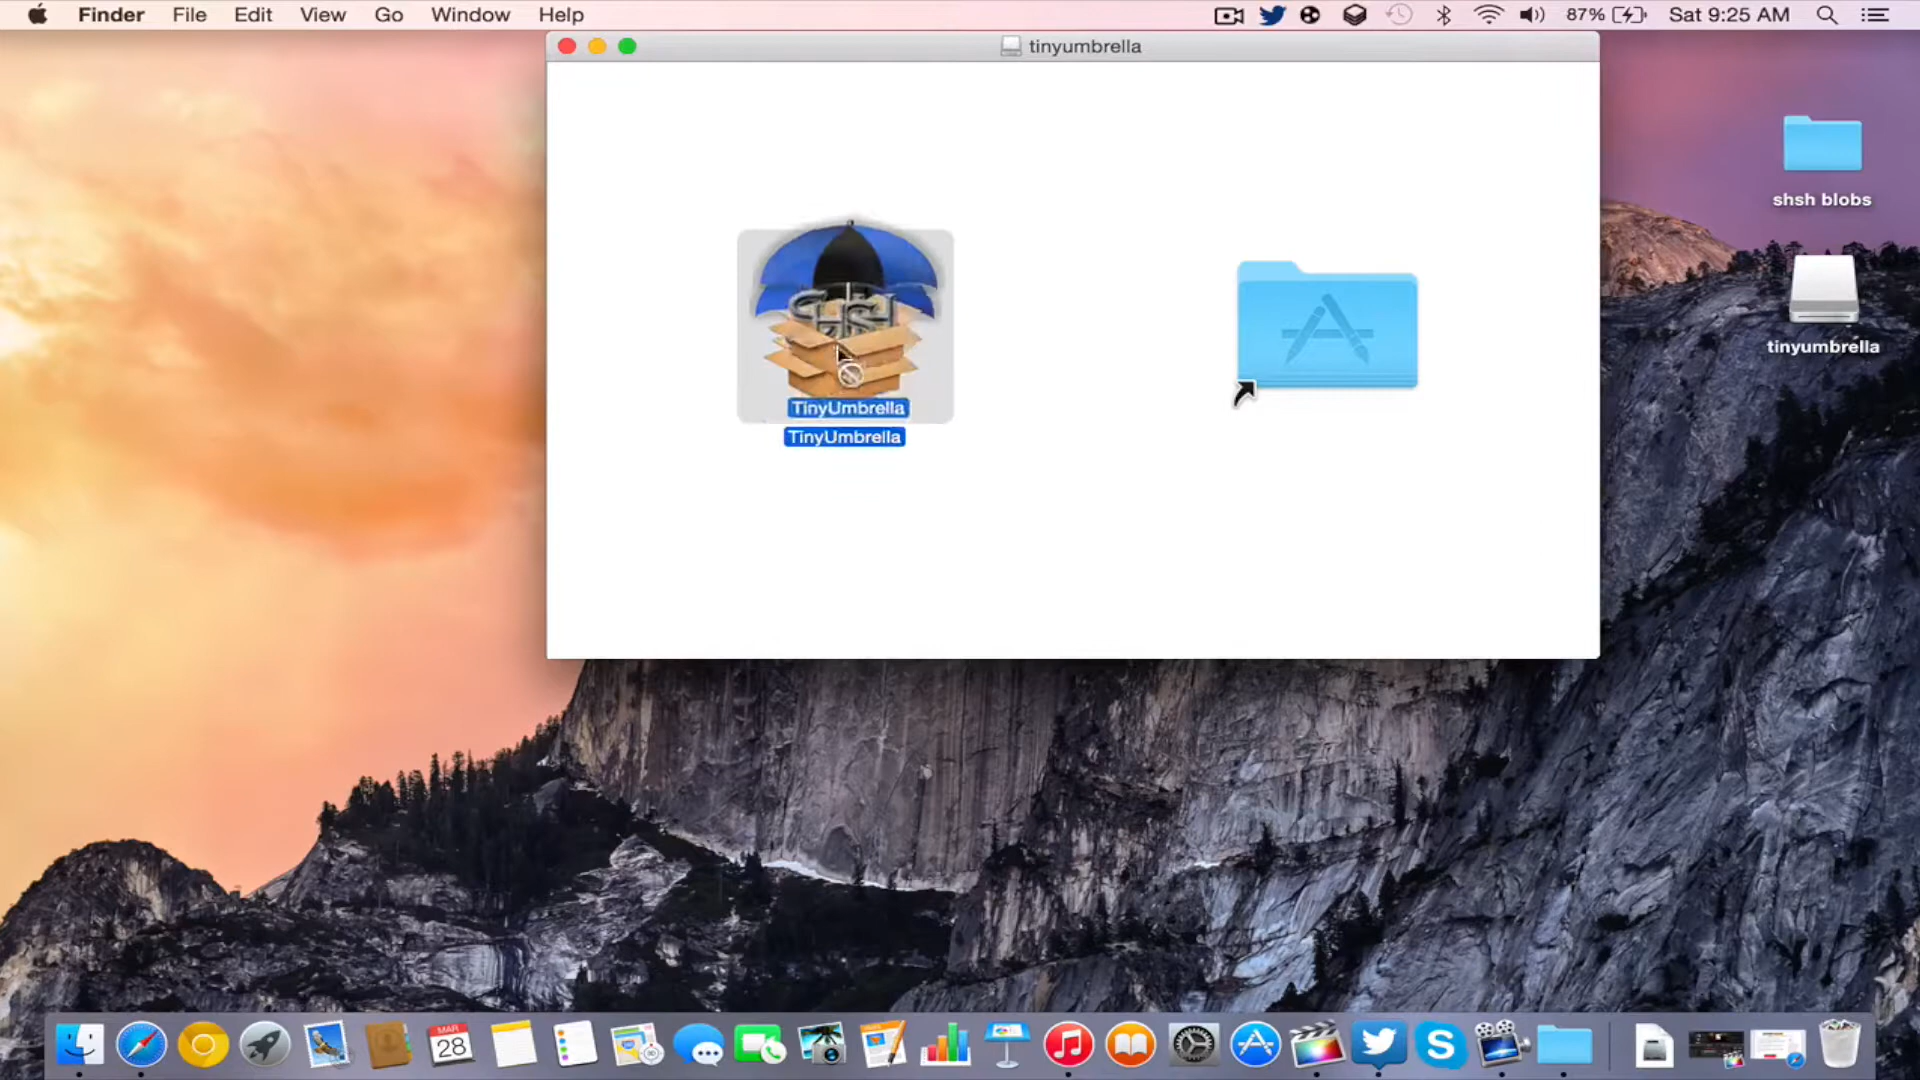 Finder File Edit View Go Window Help 87% Sat 9:25 AM
tinyumbrella
shsh blobs
tinyumbrella
TinyUmbrella
TinyUmbrella
MAR
28